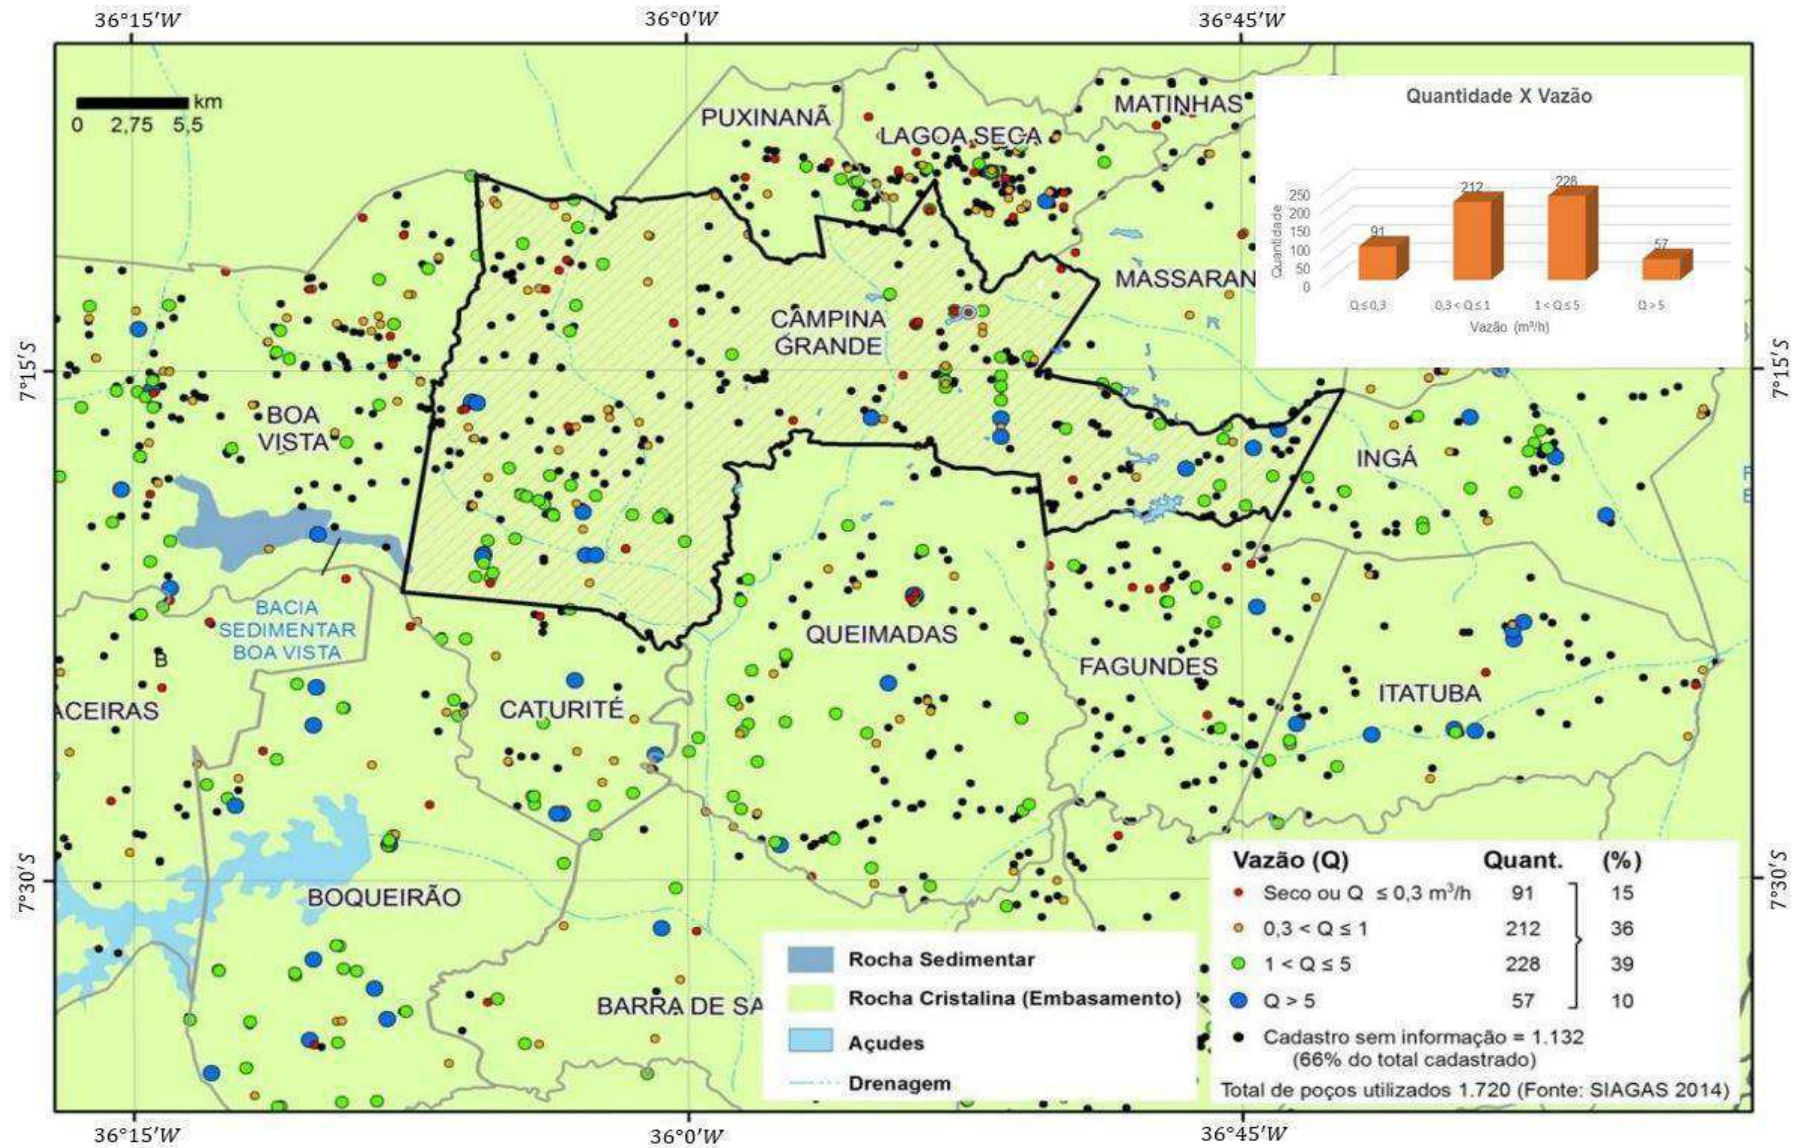 36°15'W 36°0'W 36°45'W
km
0 2,75 5,5
PUXINANÃ
MATINHAS
LAGOA SECA
Quantidade X Vazão
Quantidade
250
200
150
100
50
0
91
212
228
57
Q ≤ 0,3
0,3 < Q ≤ 1
1 < Q ≤ 5
Q > 5
Vazão (m³/h)
MASSARAN
CAMPINA
GRANDE
7°15'S
7°15'S
BOA
VISTA
INGÁ
BACIA
SEDIMENTAR
BOA VISTA
B
QUEIMADAS
FAGUNDES
ITATUBA
ACEIRAS
CATURITÉ
BOQUEIRÃO
BARRA DE SA
7°30'S
7°30'S
Rocha Sedimentar
Rocha Cristalina (Embasamento)
Açudes
Drenagem
Vazão (Q) Quant. (%)
Seco ou Q ≤ 0,3 m³/h 91 15
0,3 < Q ≤ 1 212 36
1 < Q ≤ 5 228 39
Q > 5 57 10
Cadastro sem informação = 1.132
(66% do total cadastrado)
Total de poços utilizados 1.720 (Fonte: SIAGAS 2014)
36°15'W 36°0'W 36°45'W